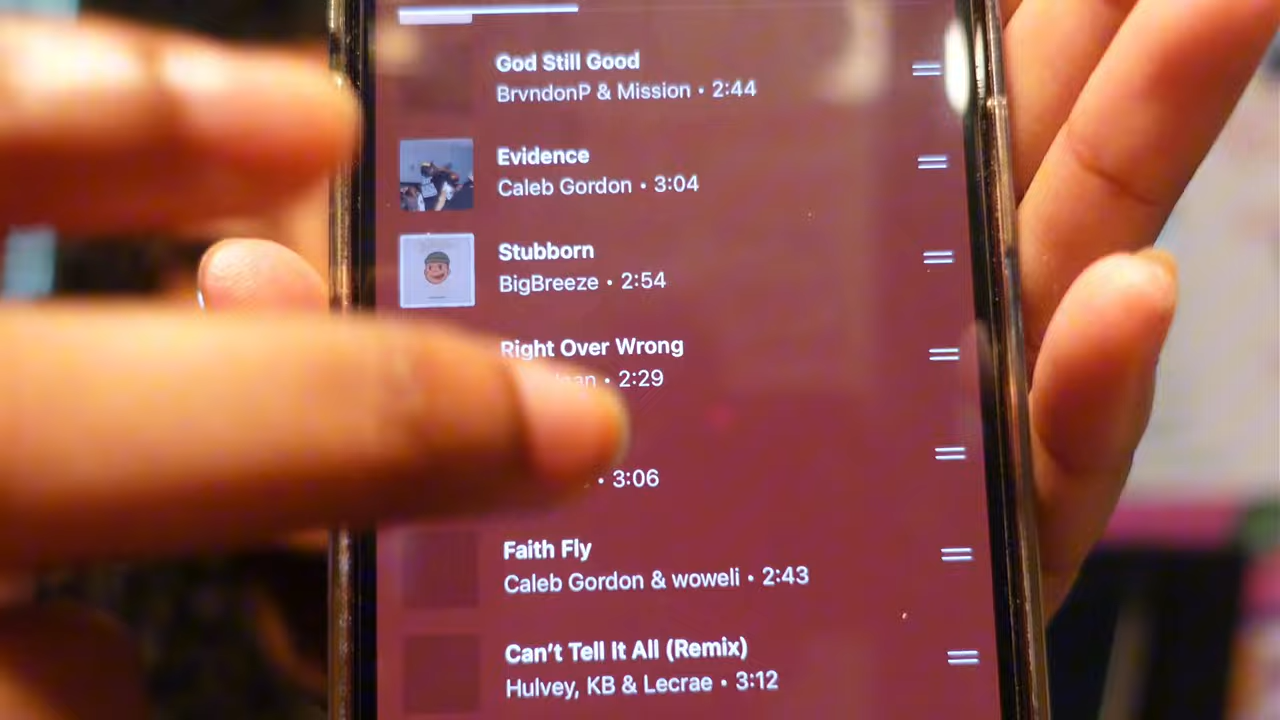 God Still Good
BrvndonP & Mission • 2:44
Evidence
Caleb Gordon • 3:04
Stubborn
BigBreeze • 2:54
Right Over Wrong
• 2:29
• 3:06
Faith Fly
Caleb Gordon & woweli • 2:43
Can’t Tell It All (Remix)
Hulvey, KB & Lecrae • 3:12